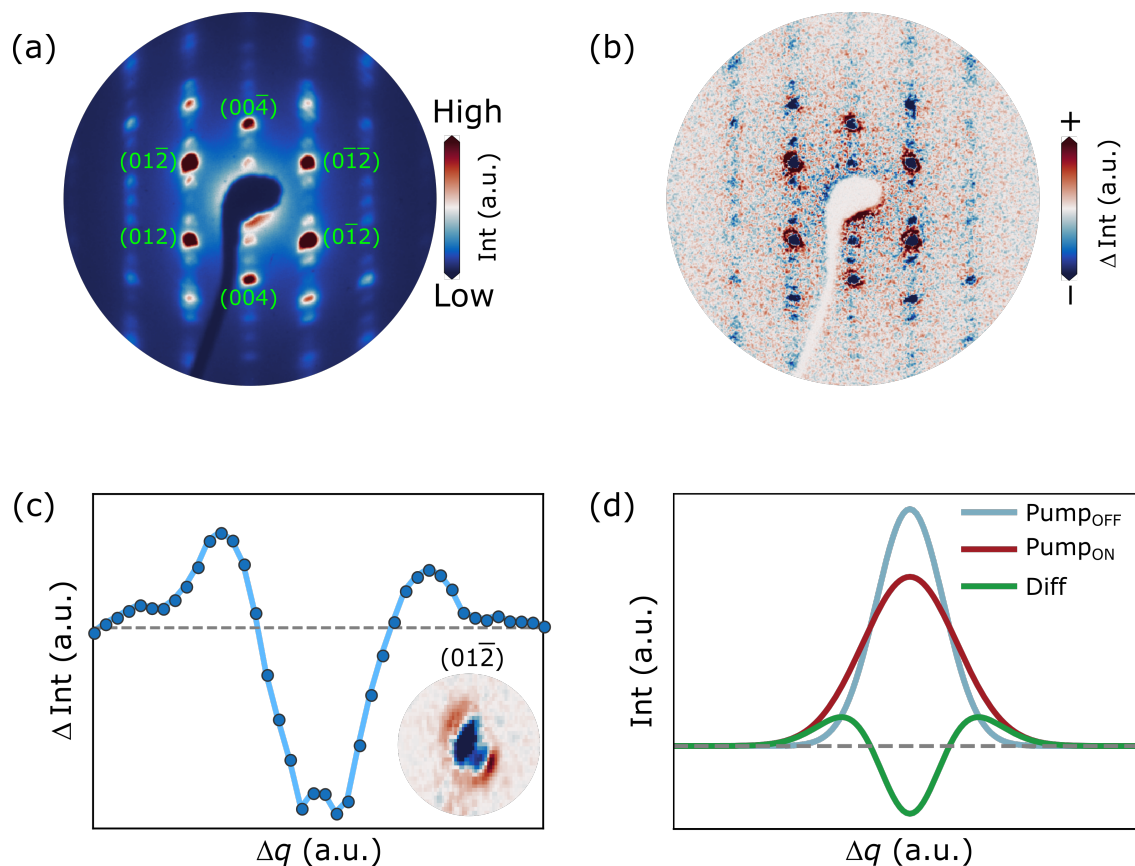 (a)
(004̄)
(012̄)
(01̄2̄)
(012)
(01̄2)
(004)
High
Int (a.u.)
Low
(b)
+
Δ Int (a.u.)
−
(c)
Δ Int (a.u.)
(012̄)
Δq (a.u.)
(d)
Pump_OFF
Pump_ON
Diff
Int (a.u.)
Δq (a.u.)